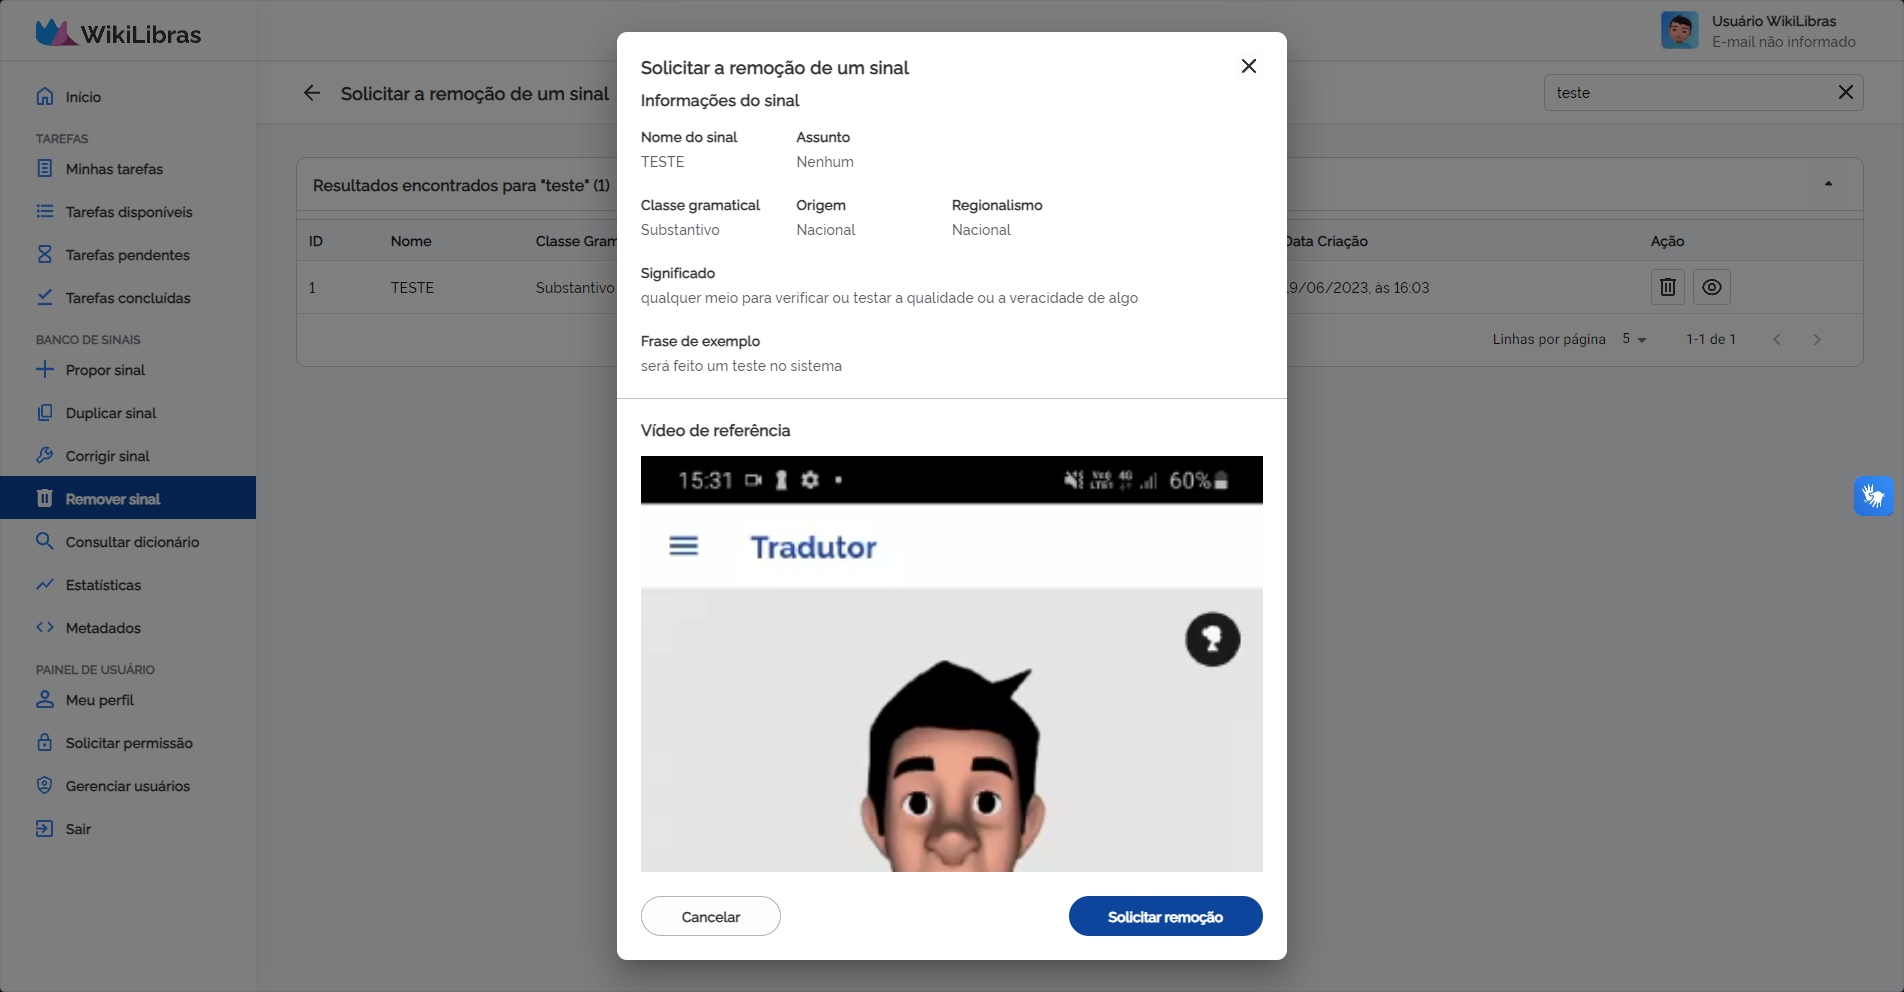 WikiLibras
Usuário WikiLibras
E-mail não informado
Início
TAREFAS
Minhas tarefas
Tarefas disponíveis
Tarefas pendentes
Tarefas concluídas
BANCO DE SINAIS
Propor sinal
Duplicar sinal
Corrigir sinal
Remover sinal
Consultar dicionário
Estatísticas
Metadados
PAINEL DE USUÁRIO
Meu perfil
Solicitar permissão
Gerenciar usuários
Sair
Solicitar a remoção de um sinal
teste
Resultados encontrados para "teste" (1)
ID Nome Classe Gram Data Criação Ação
1 TESTE Substantivo 9/06/2023, às 16:03
Linhas por página 5 1-1 de 1
Solicitar a remoção de um sinal
Informações do sinal
Nome do sinal Assunto
TESTE Nenhum
Classe gramatical Origem Regionalismo
Substantivo Nacional Nacional
Significado
qualquer meio para verificar ou testar a qualidade ou a veracidade de algo
Frase de exemplo
será feito um teste no sistema
Vídeo de referência
15:31 60%
Tradutor
Cancelar Solicitar remoção